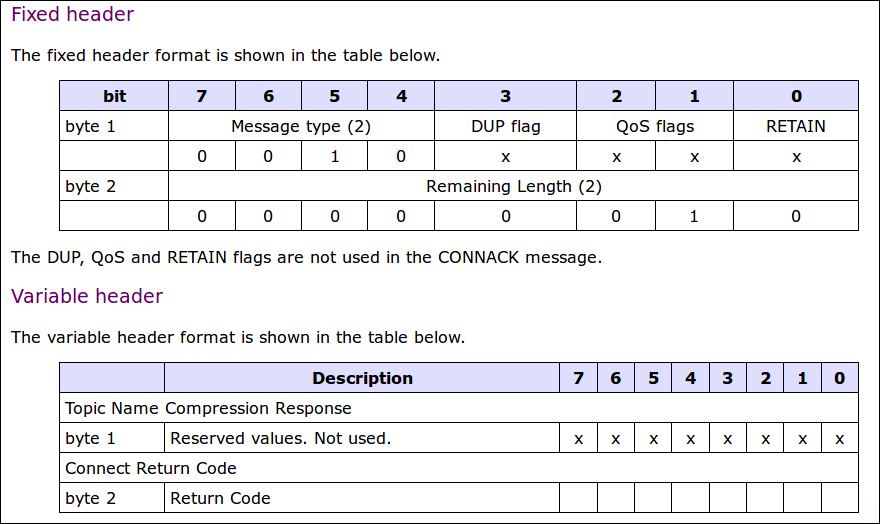 Fixed header
The fixed header format is shown in the table below.
bit 7 6 5 4 3 2 1 0
byte 1 Message type (2) DUP flag QoS flags RETAIN
0 0 1 0 x x x x
byte 2 Remaining Length (2)
0 0 0 0 0 0 1 0
The DUP, QoS and RETAIN flags are not used in the CONNACK message.
Variable header
The variable header format is shown in the table below.
Description 7 6 5 4 3 2 1 0
Topic Name Compression Response
byte 1 Reserved values. Not used. x x x x x x x x
Connect Return Code
byte 2 Return Code